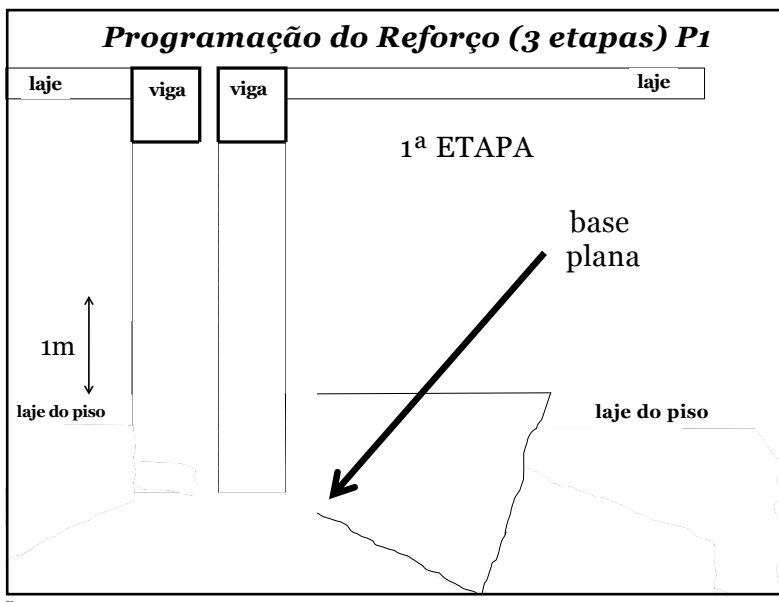 Programação do Reforço (3 etapas) P1
laje
viga
viga
laje
1ª ETAPA
base
plana
1m
laje do piso
laje do piso